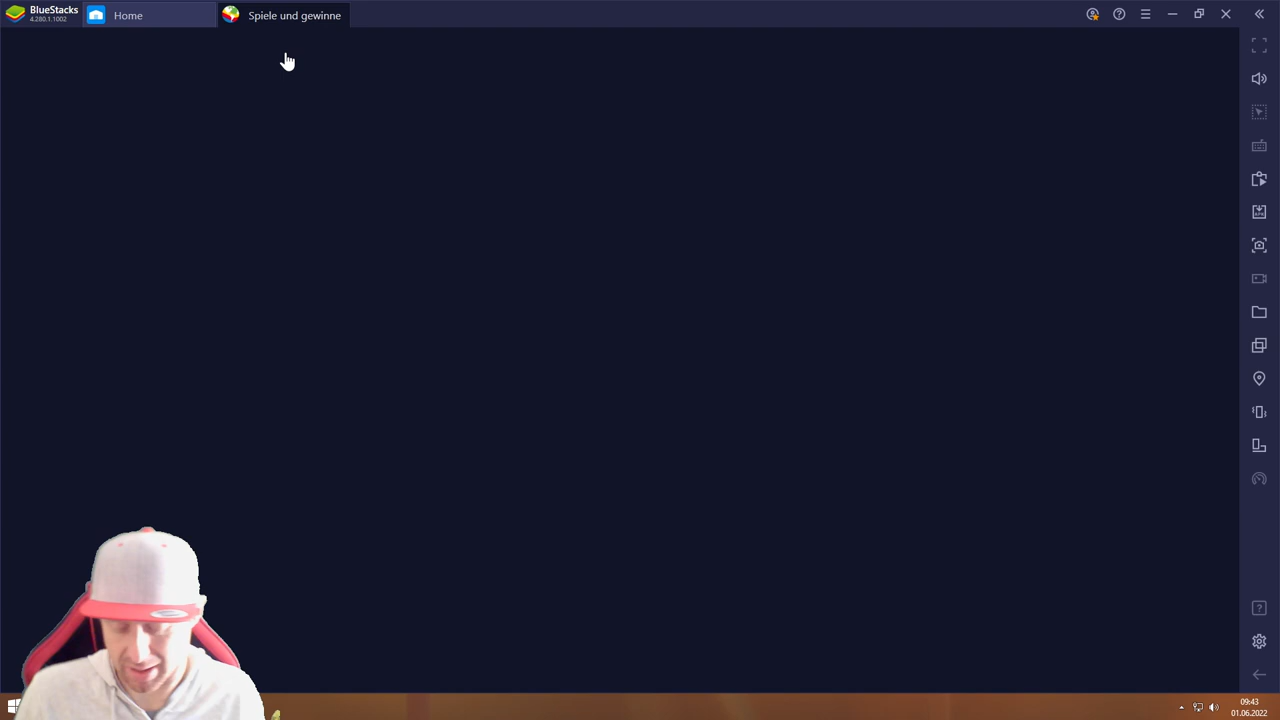 BlueStacks
4.280.1.1002
Home
Spiele und gewinne
09:43
01.06.2022